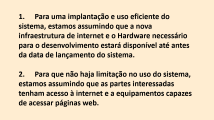 1. Para uma implantação e uso eficiente do
sistema, estamos assumindo que a nova
infraestrutura de internet e o Hardware necessário
para o desenvolvimento estará disponível até antes
da data de lançamento do sistema.
2. Para que não haja limitação no uso do sistema,
estamos assumindo que as partes interessadas
tenham acesso à internet e a equipamentos capazes
de acessar páginas web.